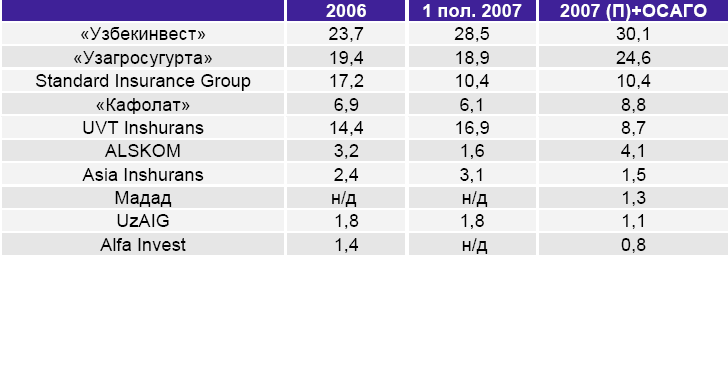 2006 1 пол. 2007 2007 (П)+ОСАГО
«Узбекинвест» 23,7 28,5 30,1
«Узагросугурта» 19,4 18,9 24,6
Standard Insurance Group 17,2 10,4 10,4
«Кафолат» 6,9 6,1 8,8
UVT Inshurans 14,4 16,9 8,7
ALSKOM 3,2 1,6 4,1
Asia Inshurans 2,4 3,1 1,5
Мадад н/д н/д 1,3
UzAIG 1,8 1,8 1,1
Alfa Invest 1,4 н/д 0,8